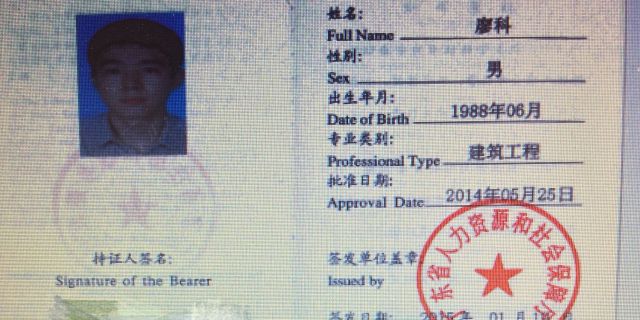 姓名:
Full Name 廖科
性别:
Sex 男
出生年月:
Date of Birth 1988年06月
专业类别:
Professional Type 建筑工程
批准日期:
Approval Date 2014年05月25日
持证人签名:
Signature of the Bearer
签发单位盖章:
Issued by
东省人力资源和社会保障
签发日期: 年 01月